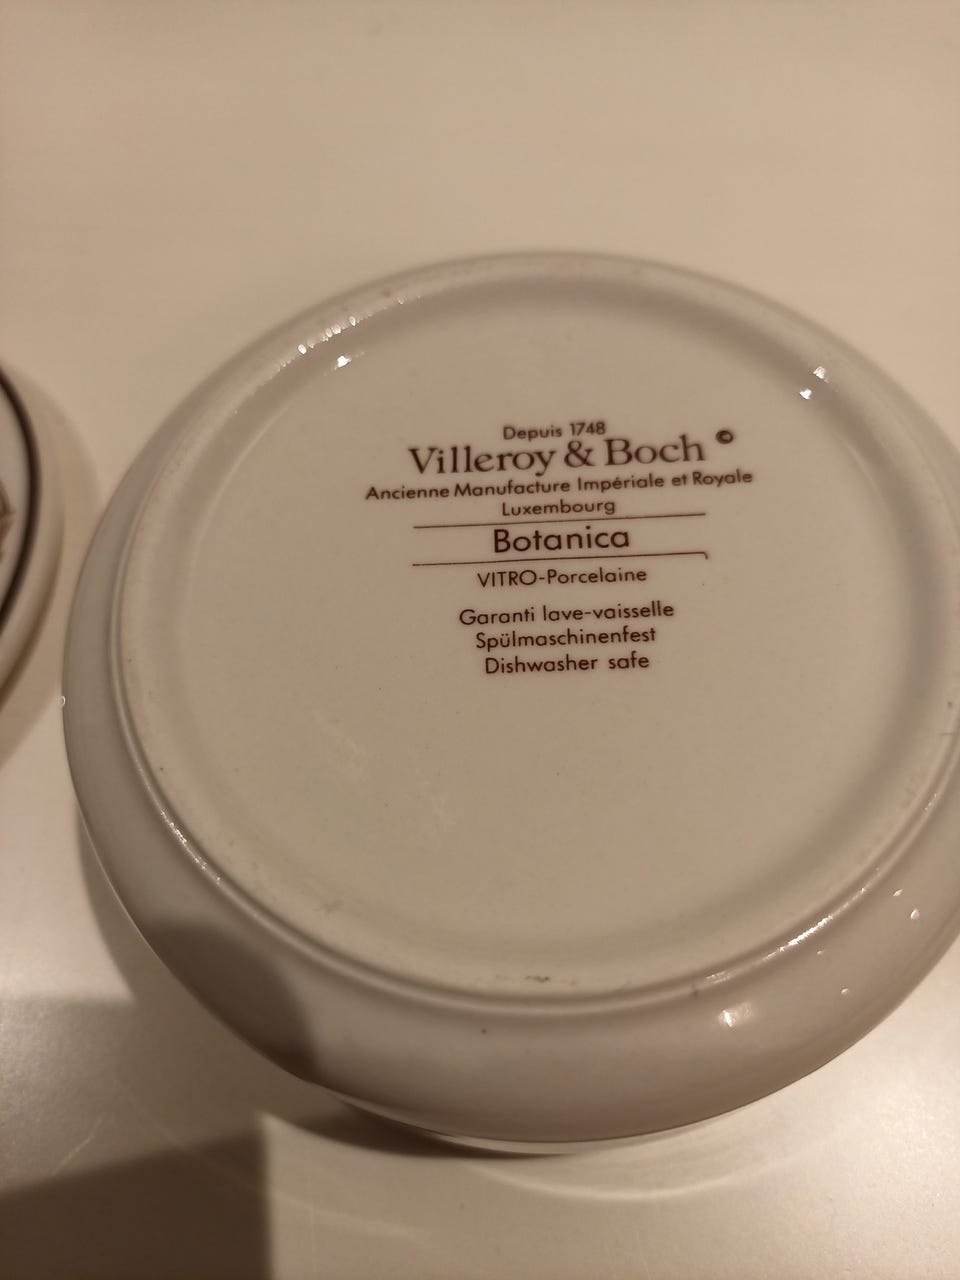 Depuis 1748
Villeroy & Boch ©
Ancienne Manufacture Impériale et Royale
Luxembourg
Botanica
VITRO-Porcelaine
Garanti lave-vaisselle
Spülmaschinenfest
Dishwasher safe